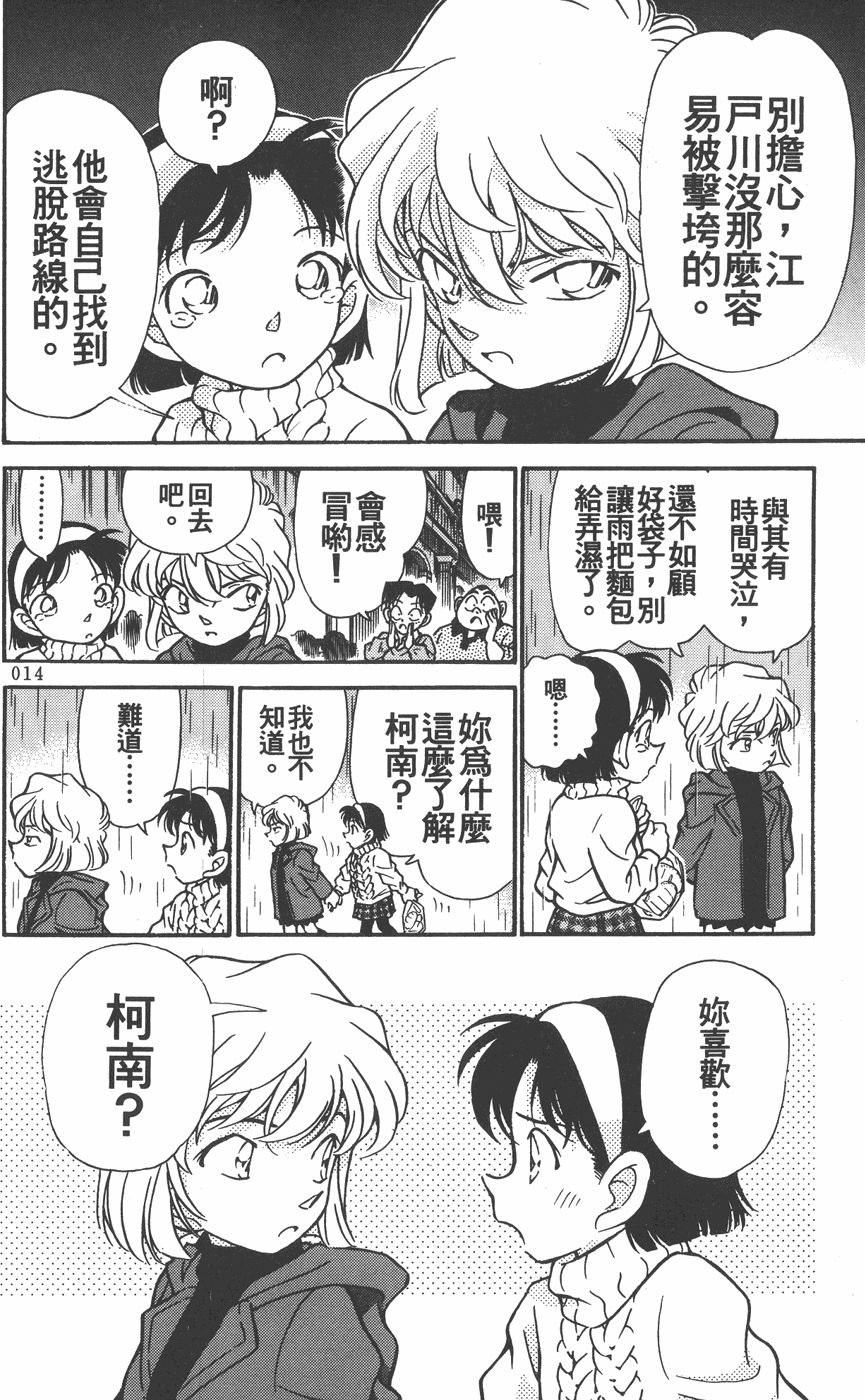 別擔心，江
戸川沒那麼容
易被擊垮的。
啊？
他會自己找到
逃脫路線的。
與其有
時間哭泣，
還不如顧
好袋子，別
讓雨把麵包
給弄濕了。
嗯……
喂！
會感
冒喲！
回去
吧。
……
014
妳爲什麼
這麼了解
柯南？
我也不
知道。
難道……
妳喜歡……
柯南？